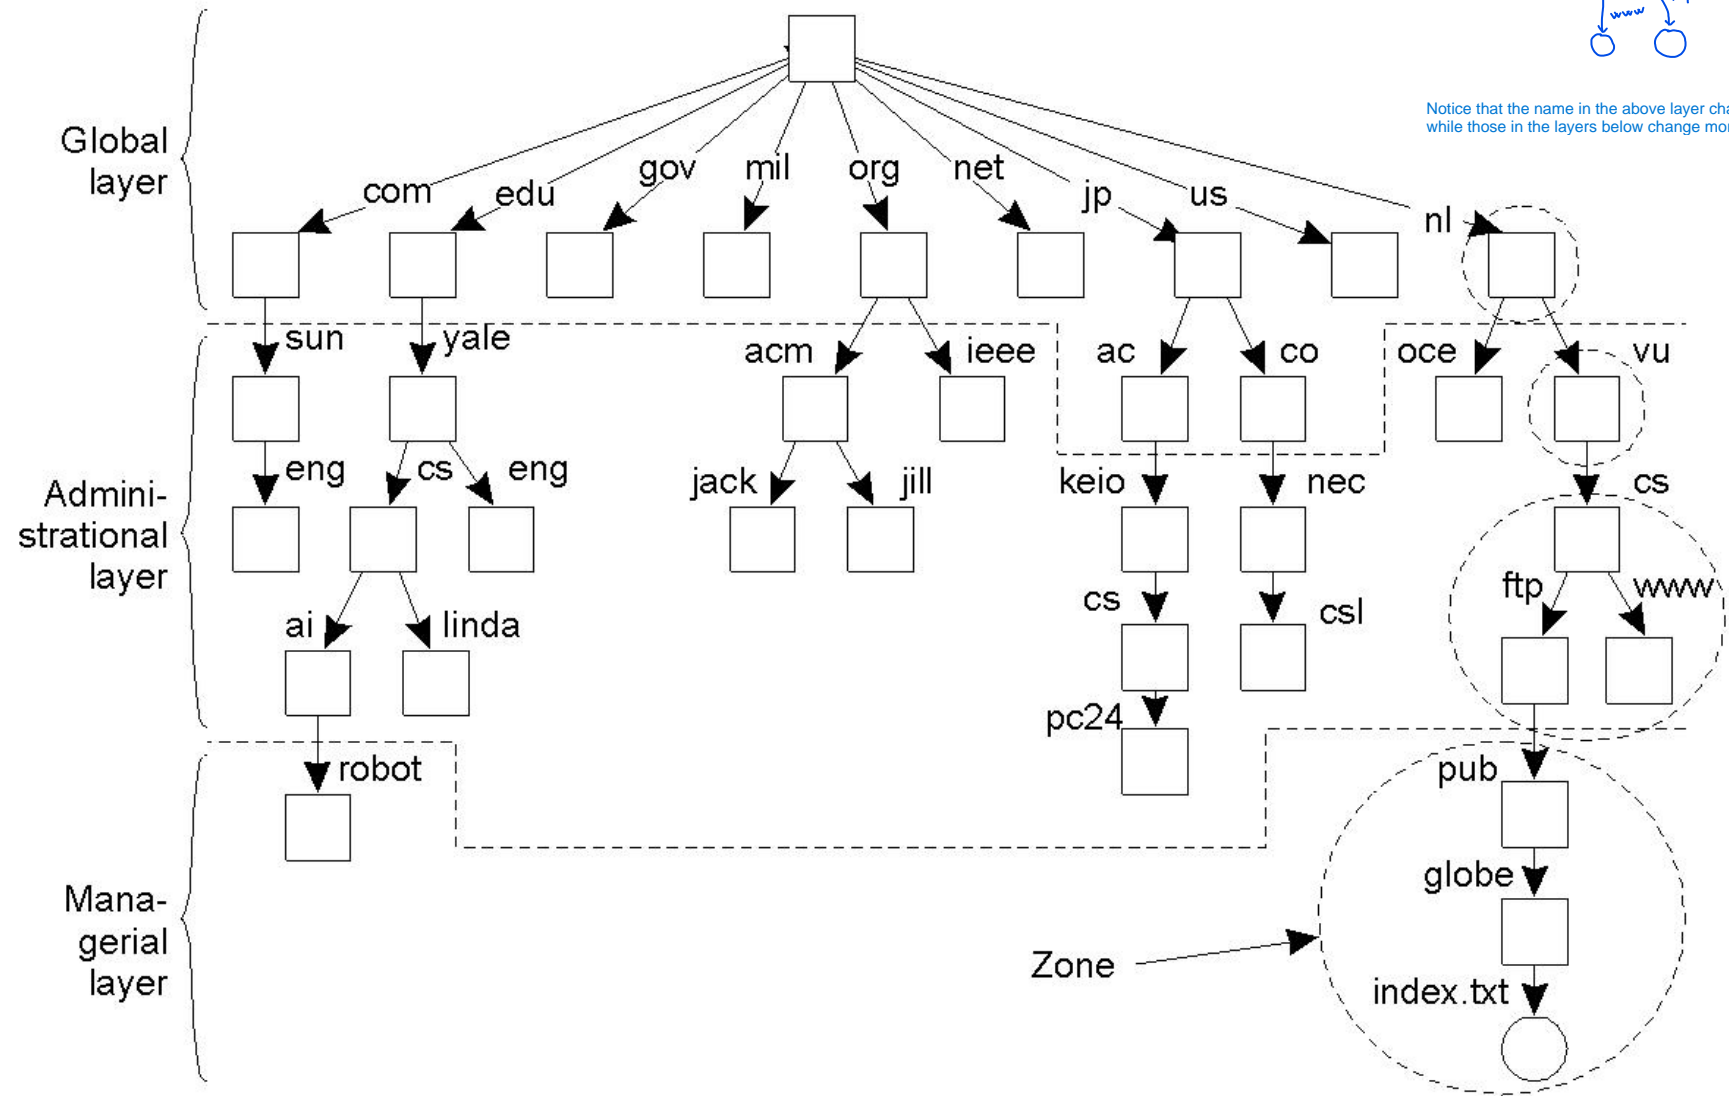 www
Notice that the name in the above layer
while those in the layers below change
Global
layer
com
edu
gov
mil
org
net
jp
us
nl
sun
yale
acm
ieee
ac
co
oce
vu
Admini-
strational
layer
eng
cs
eng
jack
jill
keio
nec
cs
ai
linda
cs
csl
ftp
www
pc24
robot
pub
Mana-
gerial
layer
globe
Zone
index.txt